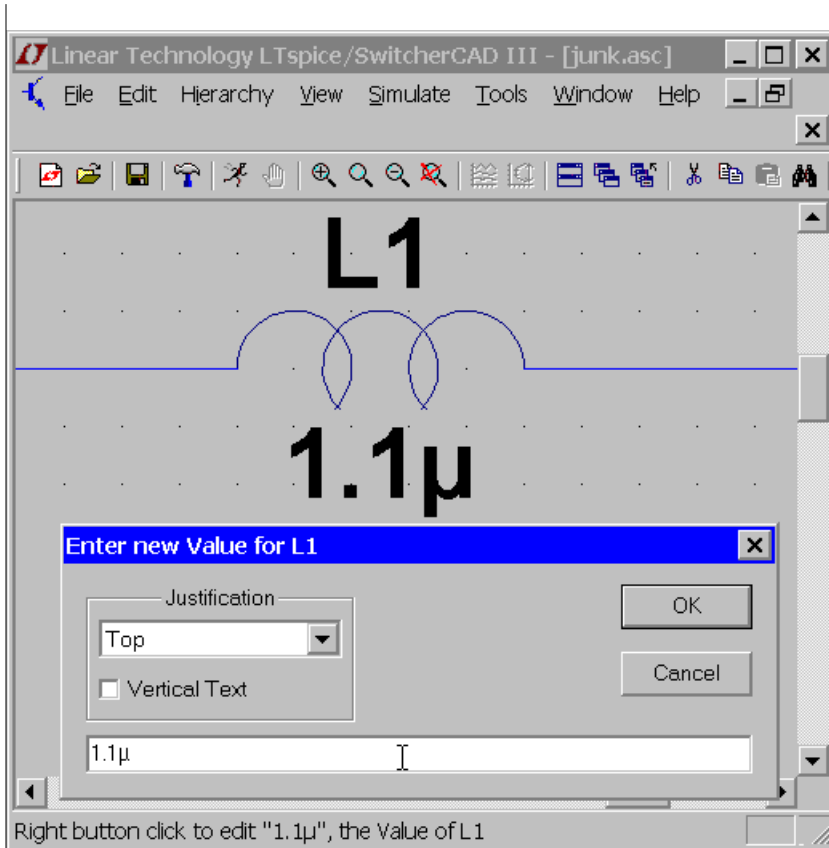 Linear Technology LTspice/SwitcherCAD III - [junk.asc]
File Edit Hierarchy View Simulate Tools Window Help
L1
1.1µ
Enter new Value for L1
Justification
Top
Vertical Text
OK
Cancel
1.1µ
Right button click to edit "1.1µ", the Value of L1